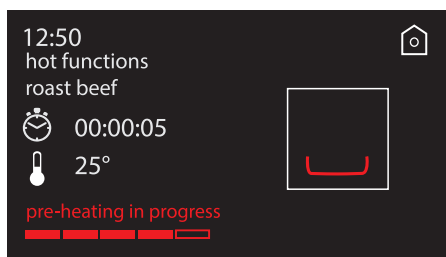 12:50
hot functions
roast beef
00:00:05
25°
pre-heating in progress